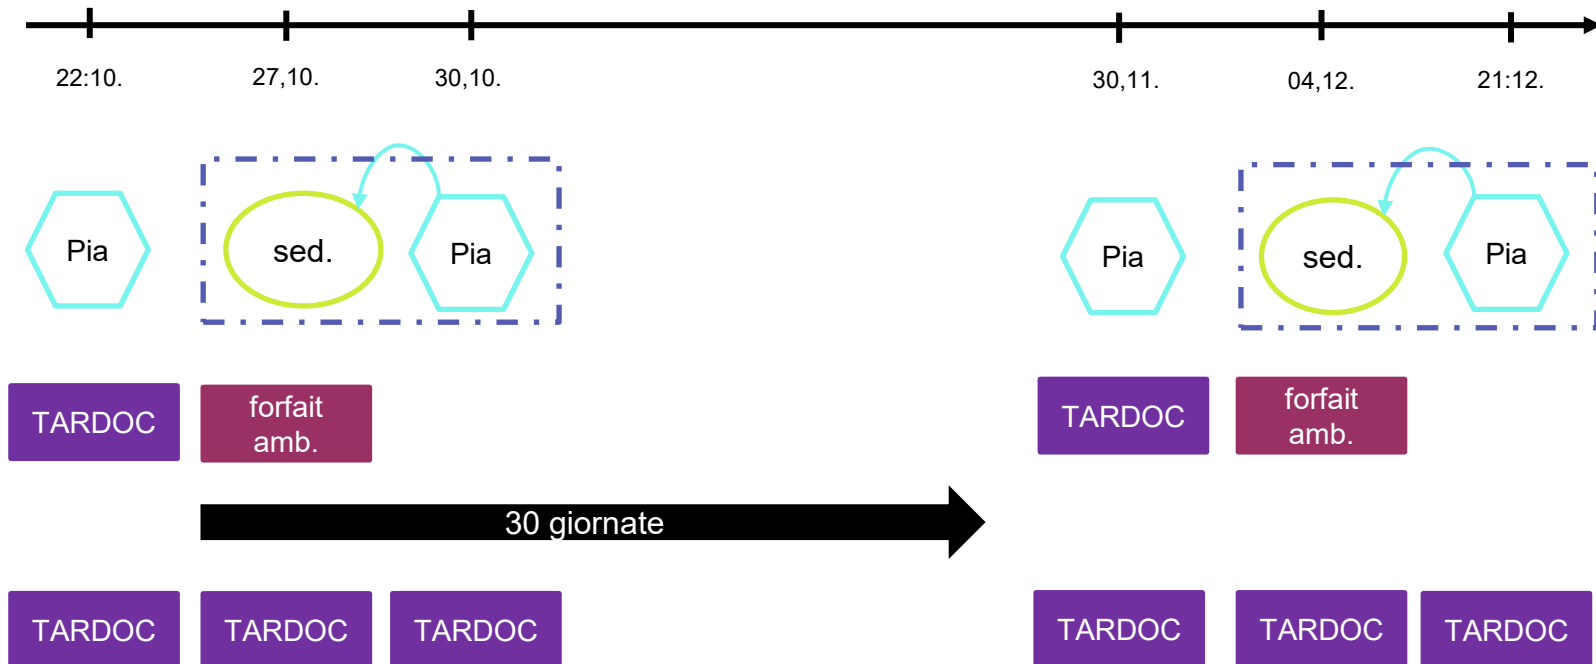 22:10.
27,10.
30,10.
30,11.
04,12.
21:12.
Pia
sed.
Pia
Pia
sed.
Pia
TARDOC
forfait
amb.
TARDOC
forfait
amb.
30 giornate
TARDOC
TARDOC
TARDOC
TARDOC
TARDOC
TARDOC